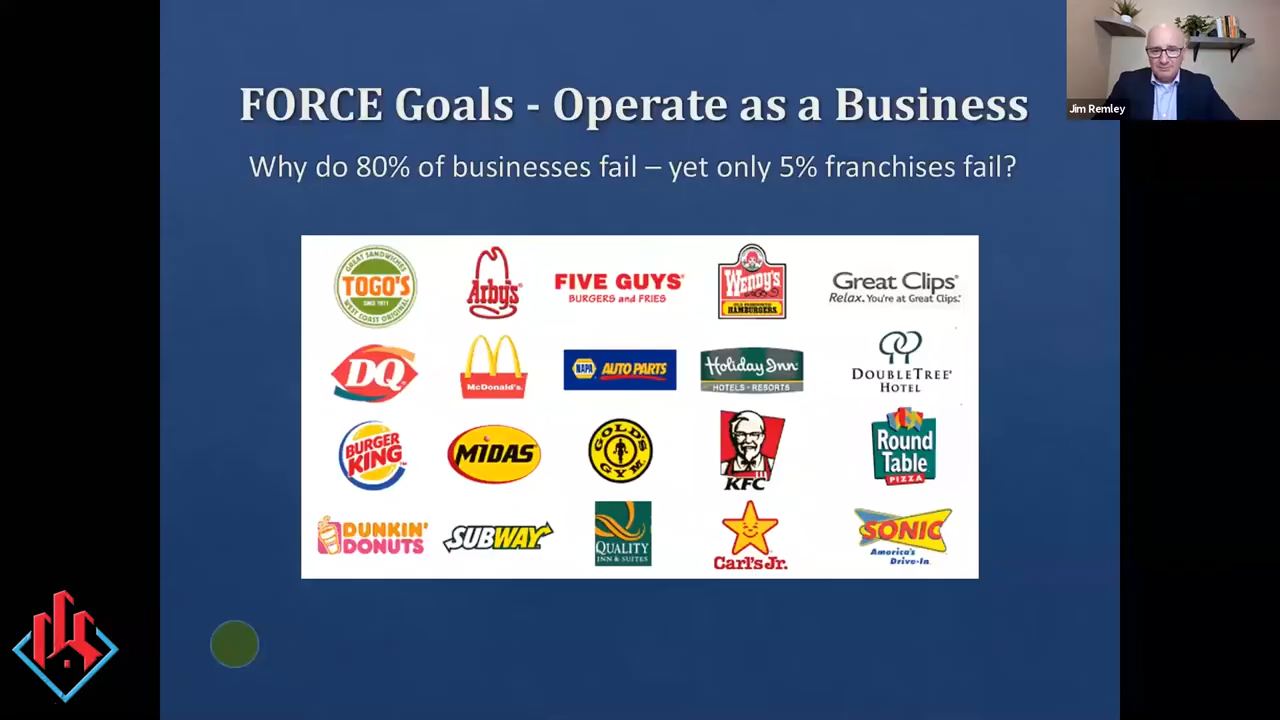 FORCE Goals - Operate as a Business
Jim Remley
Why do 80% of businesses fail – yet only 5% franchises fail?
GREAT SANDWICHES
TOGO'S
SINCE 1971
WEST COAST ORIGINAL
Arby's
FIVE GUYS
BURGERS and FRIES
Wendy's
OLD FASHIONED
HAMBURGERS
Great Clips
Relax. You're at Great Clips.
DQ
McDonald's
NAPA AUTO PARTS
Holiday Inn
HOTELS · RESORTS
DOUBLETREE
HOTEL
BURGER
KING
MIDAS
GOLD'S
GYM
KFC
Round
Table
PIZZA
DUNKIN'
DONUTS
SUBWAY
QUALITY
INN & SUITES
Carl's Jr.
SONIC
America's
Drive-In